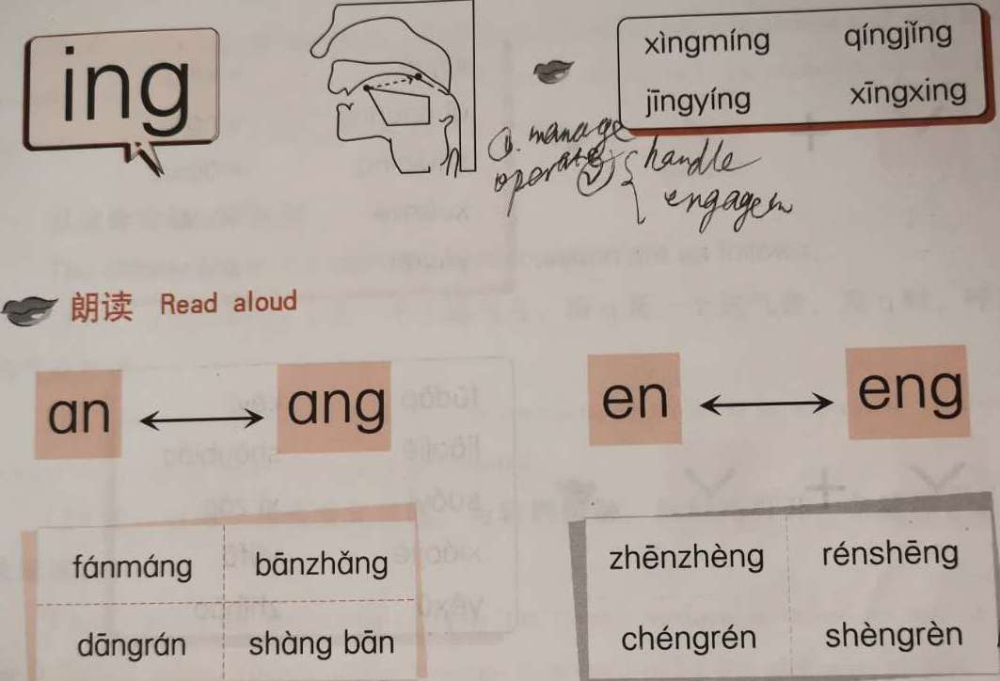 ing
xìngmíng qíngjǐng
jīngyíng xīngxing
①. manage
operate ② { handle
engage in
朗读 Read aloud
an ang en eng
fánmáng bānzhǎng zhēnzhèng rénshēng
dāngrán shàng bān chéngrén shèngrèn